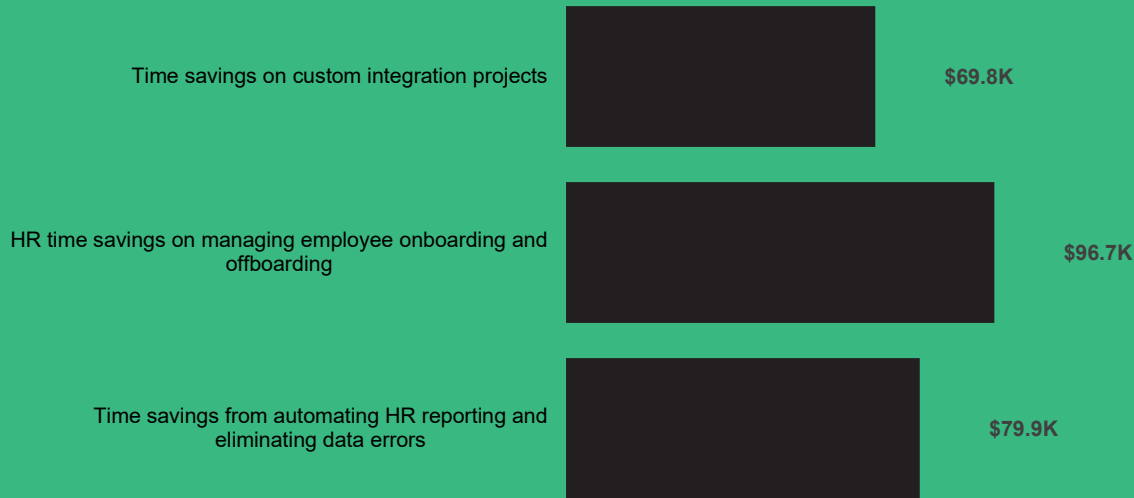 Time savings on custom integration projects
$69.8K
HR time savings on managing employee onboarding and
offboarding
$96.7K
Time savings from automating HR reporting and
eliminating data errors
$79.9K